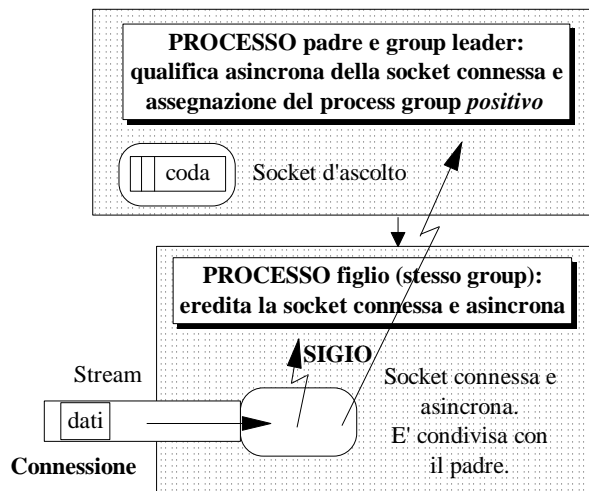 PROCESSO padre e group leader:
qualifica asincrona della socket connessa e
assegnazione del process group positivo
coda
Socket d'ascolto
PROCESSO figlio (stesso group):
eredita la socket connessa e asincrona
SIGIO
Stream
dati
Connessione
Socket connessa e
asincrona.
E' condivisa con
il padre.